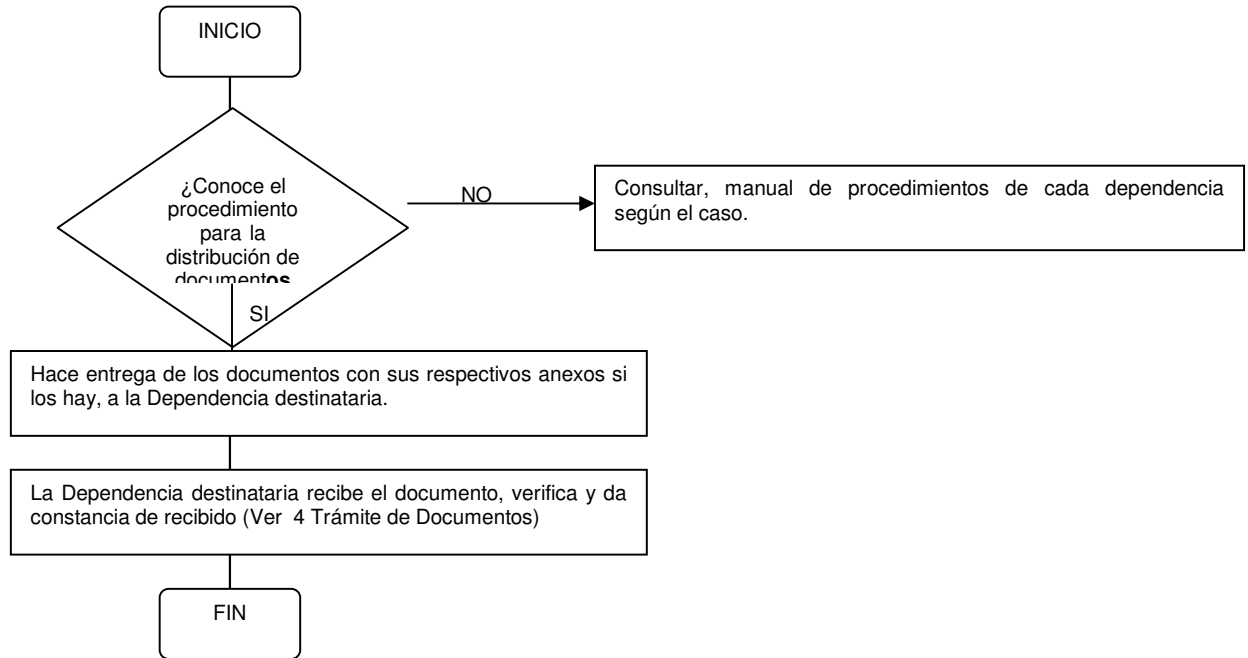 INICIO
¿Conoce el
procedimiento
para la
distribución de
documentos
NO
Consultar, manual de procedimientos de cada dependencia
según el caso.
SI
Hace entrega de los documentos con sus respectivos anexos si
los hay, a la Dependencia destinataria.
La Dependencia destinataria recibe el documento, verifica y da
constancia de recibido (Ver 4 Trámite de Documentos)
FIN